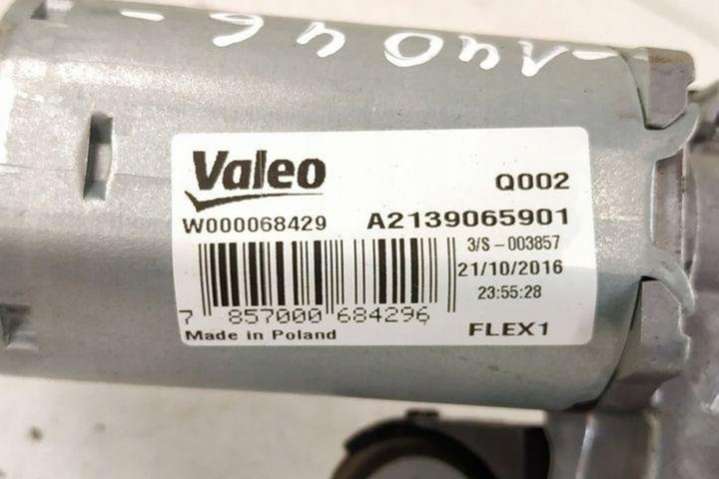 -14046-
Valeo
Q002
W000068429
A2139065901
3/S-003857
21/10/2016
23:55:28
7 857000 684296
Made in Poland
FLEX1